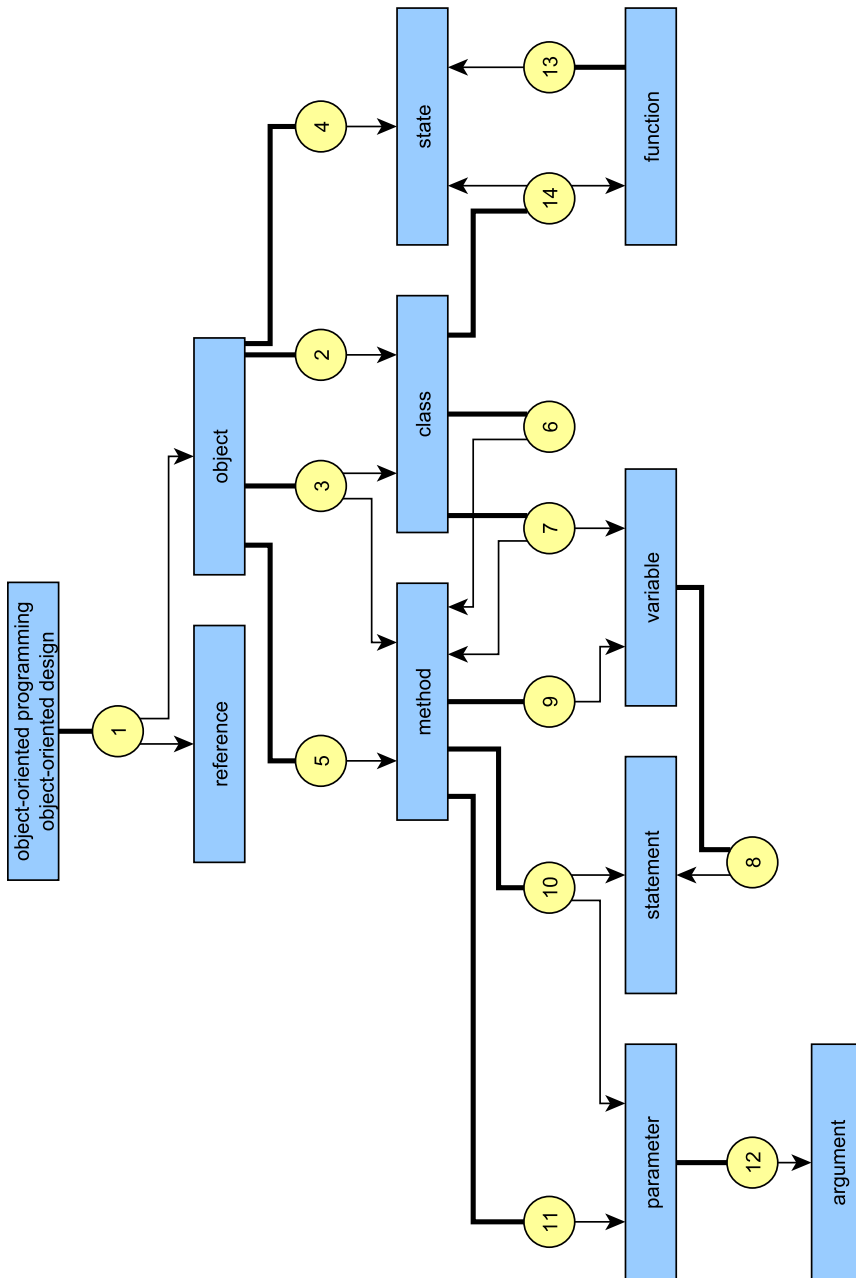 object-oriented programming
object-oriented design
1
reference
object
5
3
2
4
method
class
state
11
10
9
7
6
14
13
parameter
statement
variable
function
12
8
argument